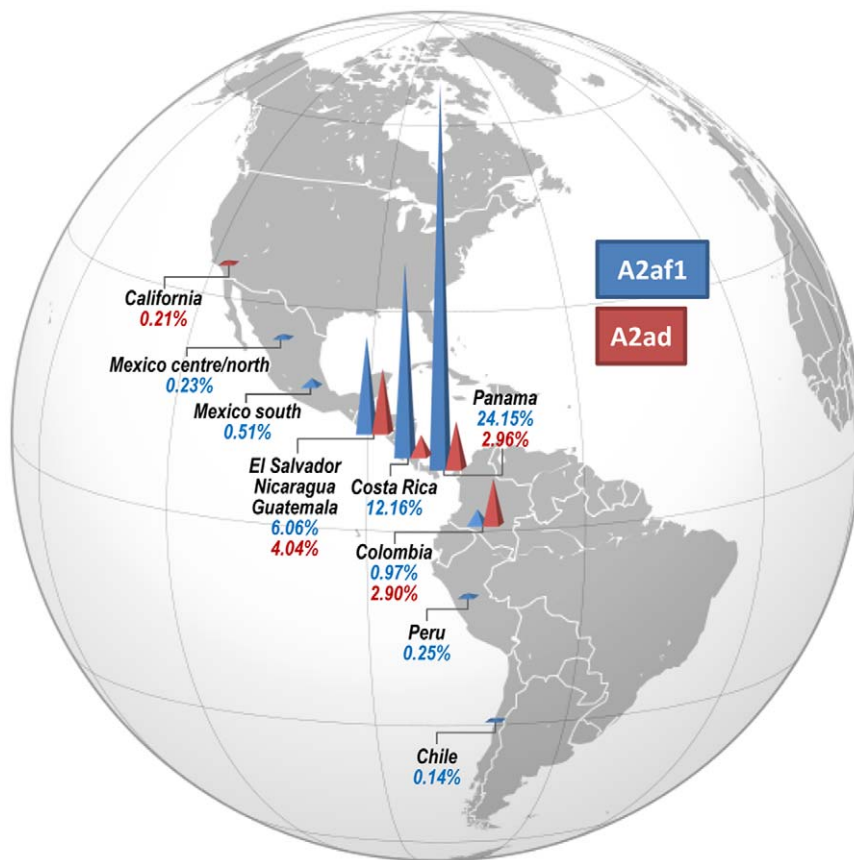 A2af1
A2ad
California
0.21%
Mexico centre/north
0.23%
Mexico south
0.51%
El Salvador
Nicaragua
Guatemala
6.06%
4.04%
Costa Rica
12.16%
Panama
24.15%
2.96%
Colombia
0.97%
2.90%
Peru
0.25%
Chile
0.14%